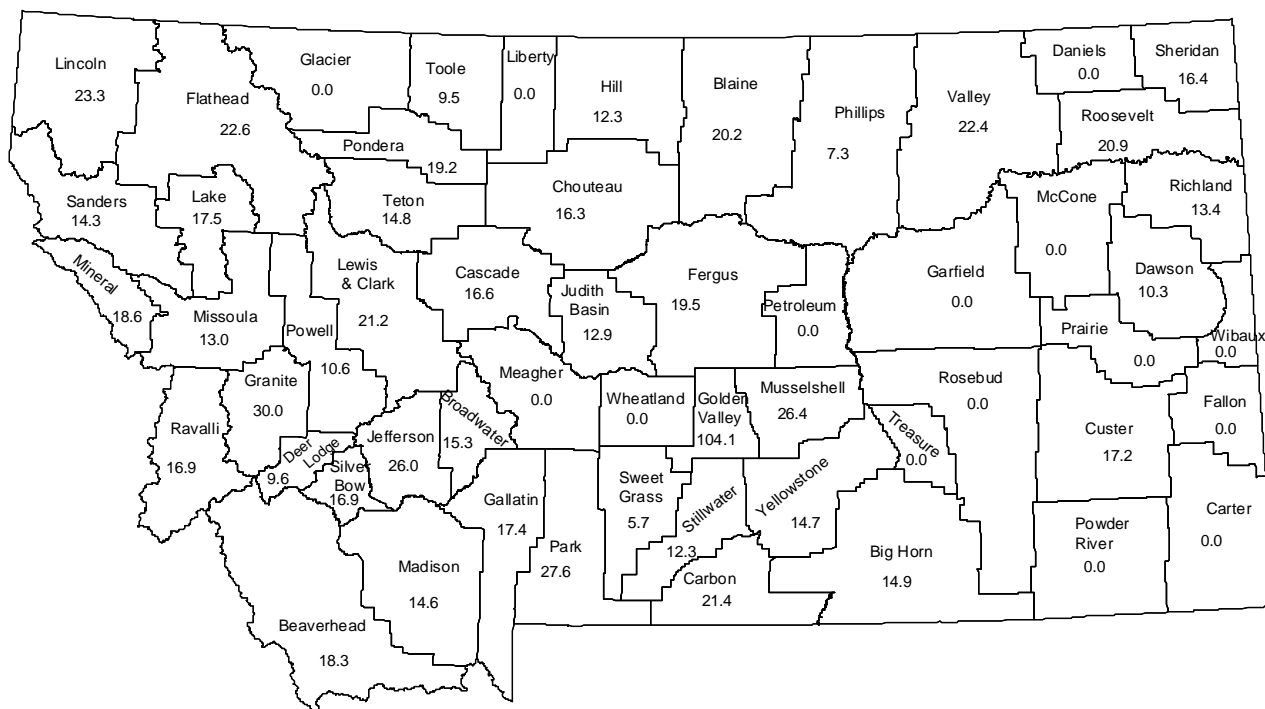 Lincoln
23.3
Flathead
22.6
Glacier
0.0
Toole
9.5
Liberty
0.0
Hill
12.3
Blaine
20.2
Phillips
7.3
Valley
22.4
Daniels
0.0
Sheridan
16.4
Roosevelt
20.9
Pondera
19.2
Sanders
14.3
Lake
17.5
Teton
14.8
Chouteau
16.3
McCone
0.0
Richland
13.4
Mineral
18.6
Missoula
13.0
Powell
10.6
Lewis
& Clark
21.2
Cascade
16.6
Judith
Basin
12.9
Fergus
19.5
Petroleum
0.0
Garfield
0.0
Dawson
10.3
Prairie
0.0
Wibaux
0.0
Ravalli
16.9
Granite
30.0
Deer
Lodge
9.6
Silver
Bow
16.9
Jefferson
26.0
Broadwater
15.3
Meagher
0.0
Wheatland
0.0
Golden
Valley
104.1
Musselshell
26.4
Rosebud
0.0
Treasure
0.0
Custer
17.2
Fallon
0.0
Beaverhead
18.3
Madison
14.6
Gallatin
17.4
Park
27.6
Sweet
Grass
5.7
Stillwater
12.3
Yellowstone
14.7
Carbon
21.4
Big Horn
14.9
Powder
River
0.0
Carter
0.0